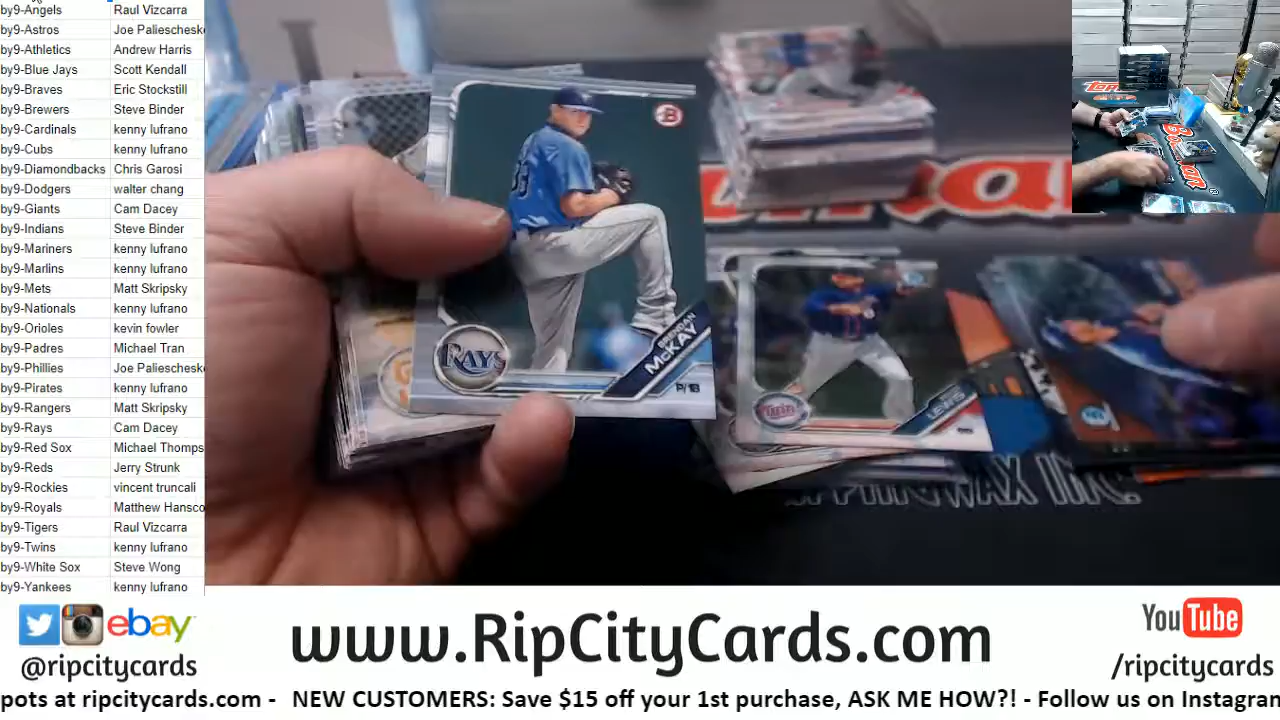 by9-Angels Raul Vizcarra
by9-Astros Joe Paliescheske
by9-Athletics Andrew Harris
by9-Blue Jays Scott Kendall
by9-Braves Eric Stockstill
by9-Brewers Steve Binder
by9-Cardinals kenny lufrano
by9-Cubs kenny lufrano
by9-Diamondbacks Chris Garosi
by9-Dodgers walter chang
by9-Giants Cam Dacey
by9-Indians Steve Binder
by9-Mariners kenny lufrano
by9-Marlins kenny lufrano
by9-Mets Matt Skripsky
by9-Nationals kenny lufrano
by9-Orioles kevin fowler
by9-Padres Michael Tran
by9-Phillies Joe Palieschesке
by9-Pirates kenny lufrano
by9-Rangers Matt Skripsky
by9-Rays Cam Dacey
by9-Red Sox Michael Thomps
by9-Reds Jerry Strunk
by9-Rockies vincent truncali
by9-Royals Matthew Hansco
by9-Tigers Raul Vizcarra
by9-Twins kenny lufrano
by9-White Sox Steve Wong
by9-Yankees kenny lufrano
B
RAYS
BRENDAN
McKAY
P/1B
LEWIS
WAX INC.
ebay
@ripcitycards
www.RipCityCards.com
YouTube
/ripcitycards
pots at ripcitycards.com - NEW CUSTOMERS: Save $15 off your 1st purchase, ASK ME HOW?! - Follow us on Instagran